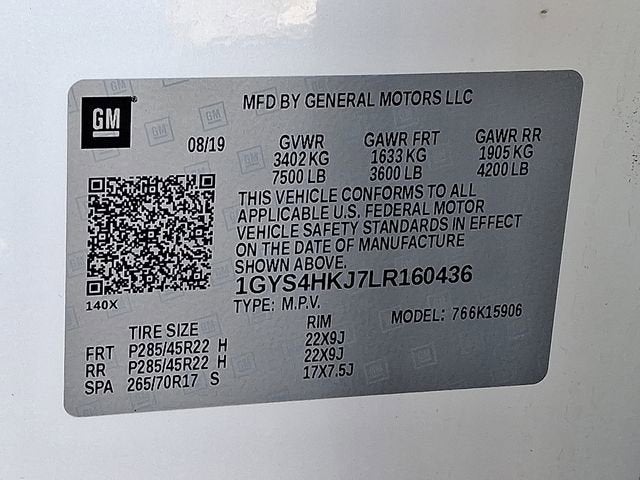 GM
MFD BY GENERAL MOTORS LLC
08/19 GVWR GAWR FRT GAWR RR
3402 KG 1633 KG 1905 KG
7500 LB 3600 LB 4200 LB
THIS VEHICLE CONFORMS TO ALL
APPLICABLE U.S. FEDERAL MOTOR
VEHICLE SAFETY STANDARDS IN EFFECT
ON THE DATE OF MANUFACTURE
SHOWN ABOVE.
1GYS4HKJ7LR160436
140X
TYPE: M.P.V. MODEL: 766K15906
TIRE SIZE RIM
FRT P285/45R22 H 22X9J
RR P285/45R22 H 22X9J
SPA 265/70R17 S 17X7.5J